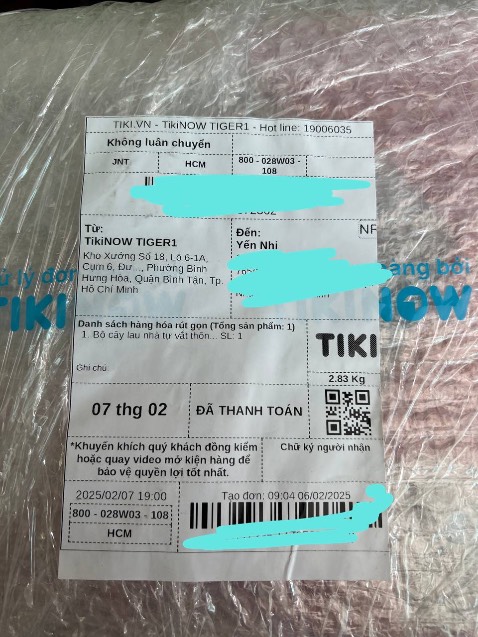 TIKI.VN - TikiNOW TIGER1 - Hot line: 19006035
Không luân chuyển
JNT HCM 800 - 028W03 - 108
Từ:
TikiNOW TIGER1
Kho Xưởng Số 18, Lô 6-1A,
Cụm 6, Đư..., Phường Bình
Hưng Hòa, Quận Bình Tân, Tp.
Hồ Chí Minh
Đến:
Yến Nhi
ử lý đơn
TIKI NOW
àng bởi
TIKINOW
Danh sách hàng hóa rút gọn (Tổng sản phẩm: 1)
1. Bộ cây lau nhà tự vắt thôn... SL: 1
Ghi chú:
TIKI
2.83 Kg
07 thg 02
ĐÃ THANH TOÁN
*Khuyến khích quý khách đồng kiểm
hoặc quay video mở kiện hàng để
bảo vệ quyền lợi tốt nhất.
Chữ ký người nhận
2025/02/07 19:00
800 - 028W03 - 108
HCM
Tạo đơn: 09:04 06/02/2025